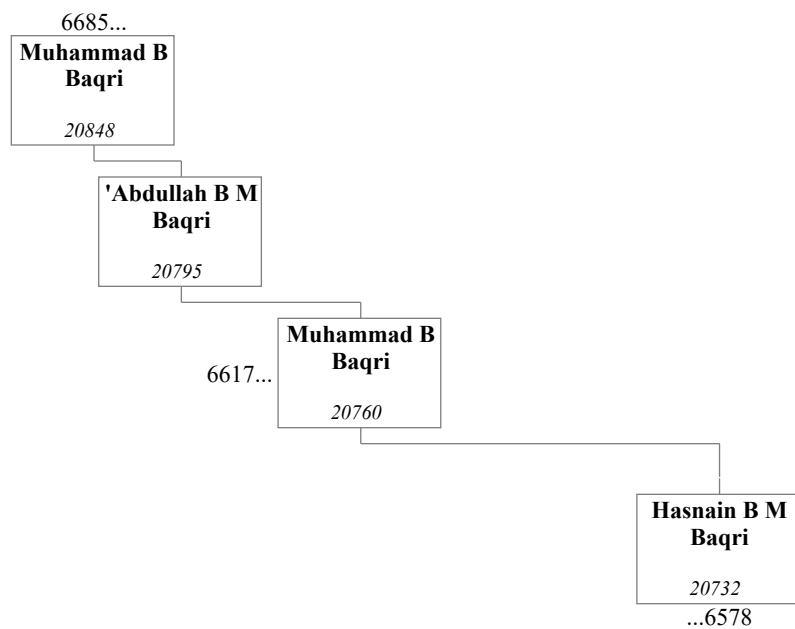 6685...
Muhammad B
Baqri
20848
'Abdullah B M
Baqri
20795
Muhammad B
Baqri
6617...
20760
Hasnain B M
Baqri
20732
...6578